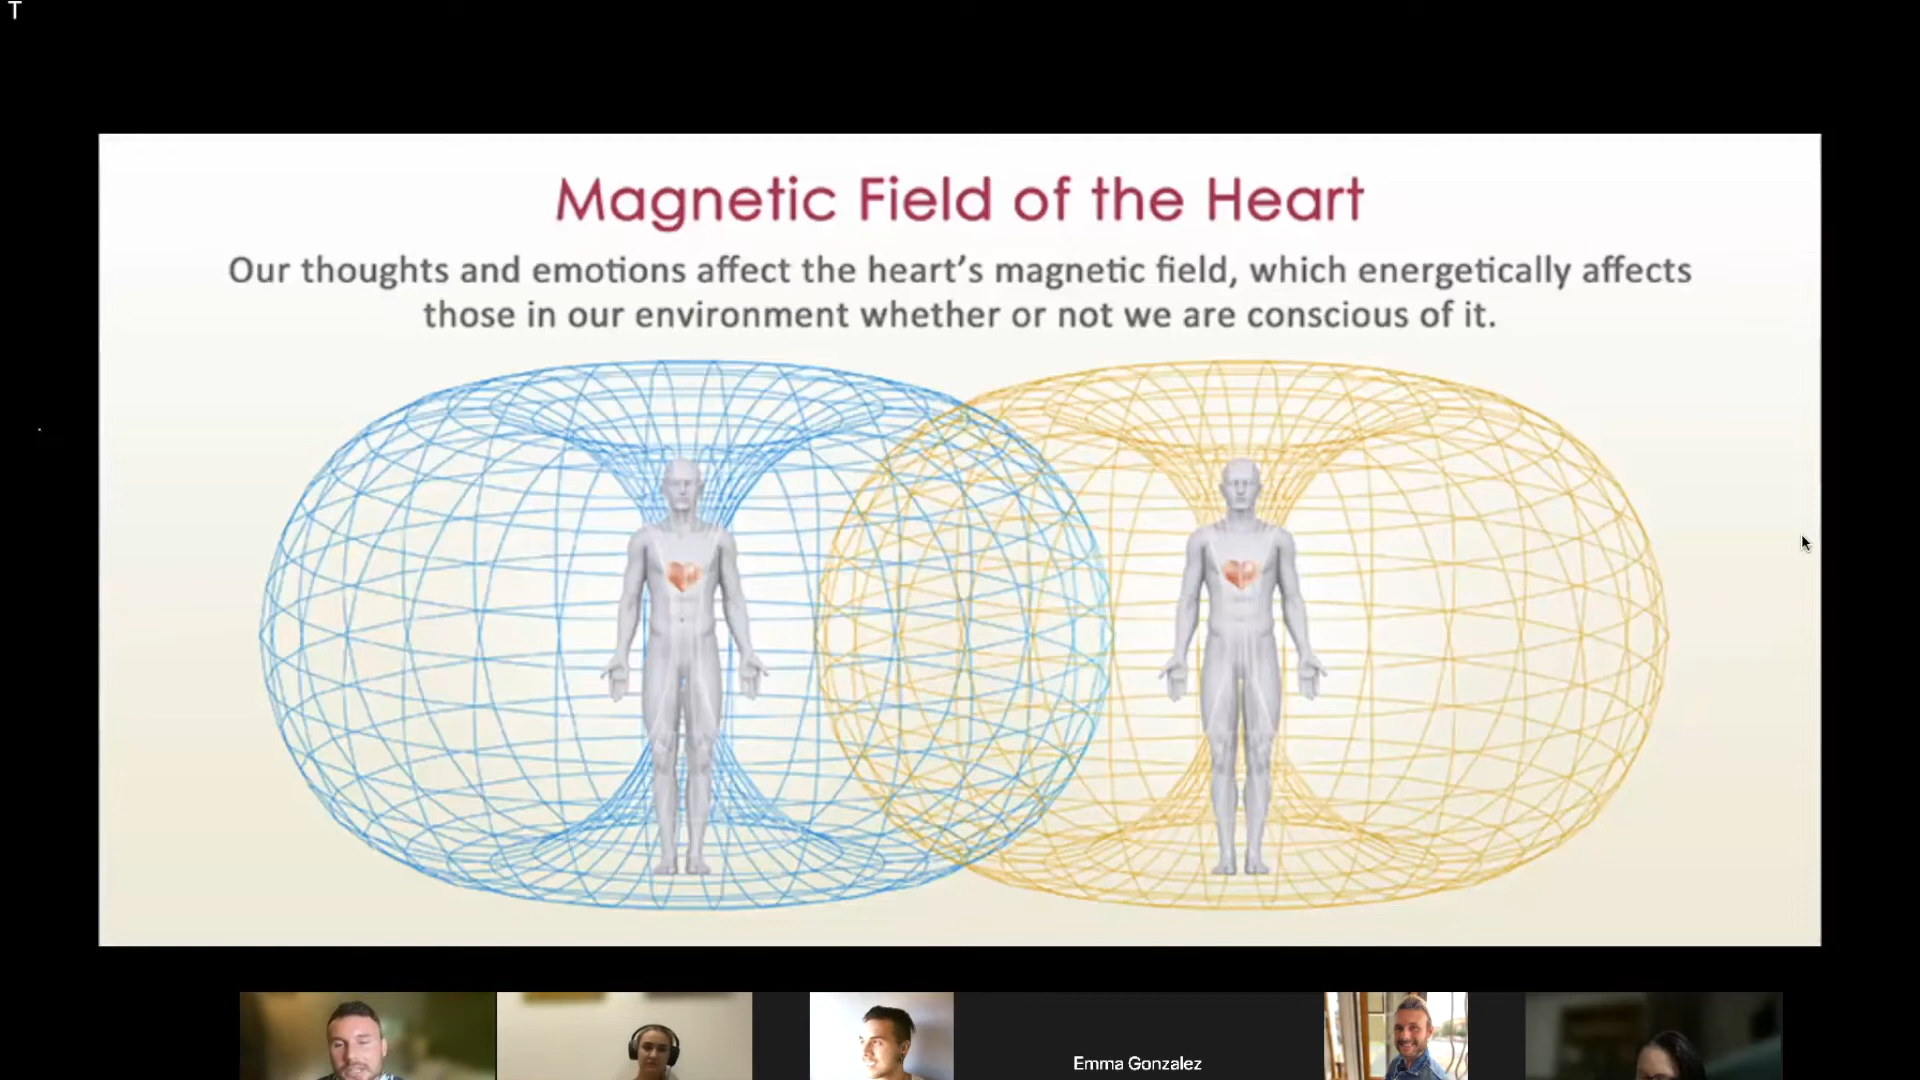 T
Magnetic Field of the Heart
Our thoughts and emotions affect the heart's magnetic field, which energetically affects
those in our environment whether or not we are conscious of it.
Emma Gonzalez